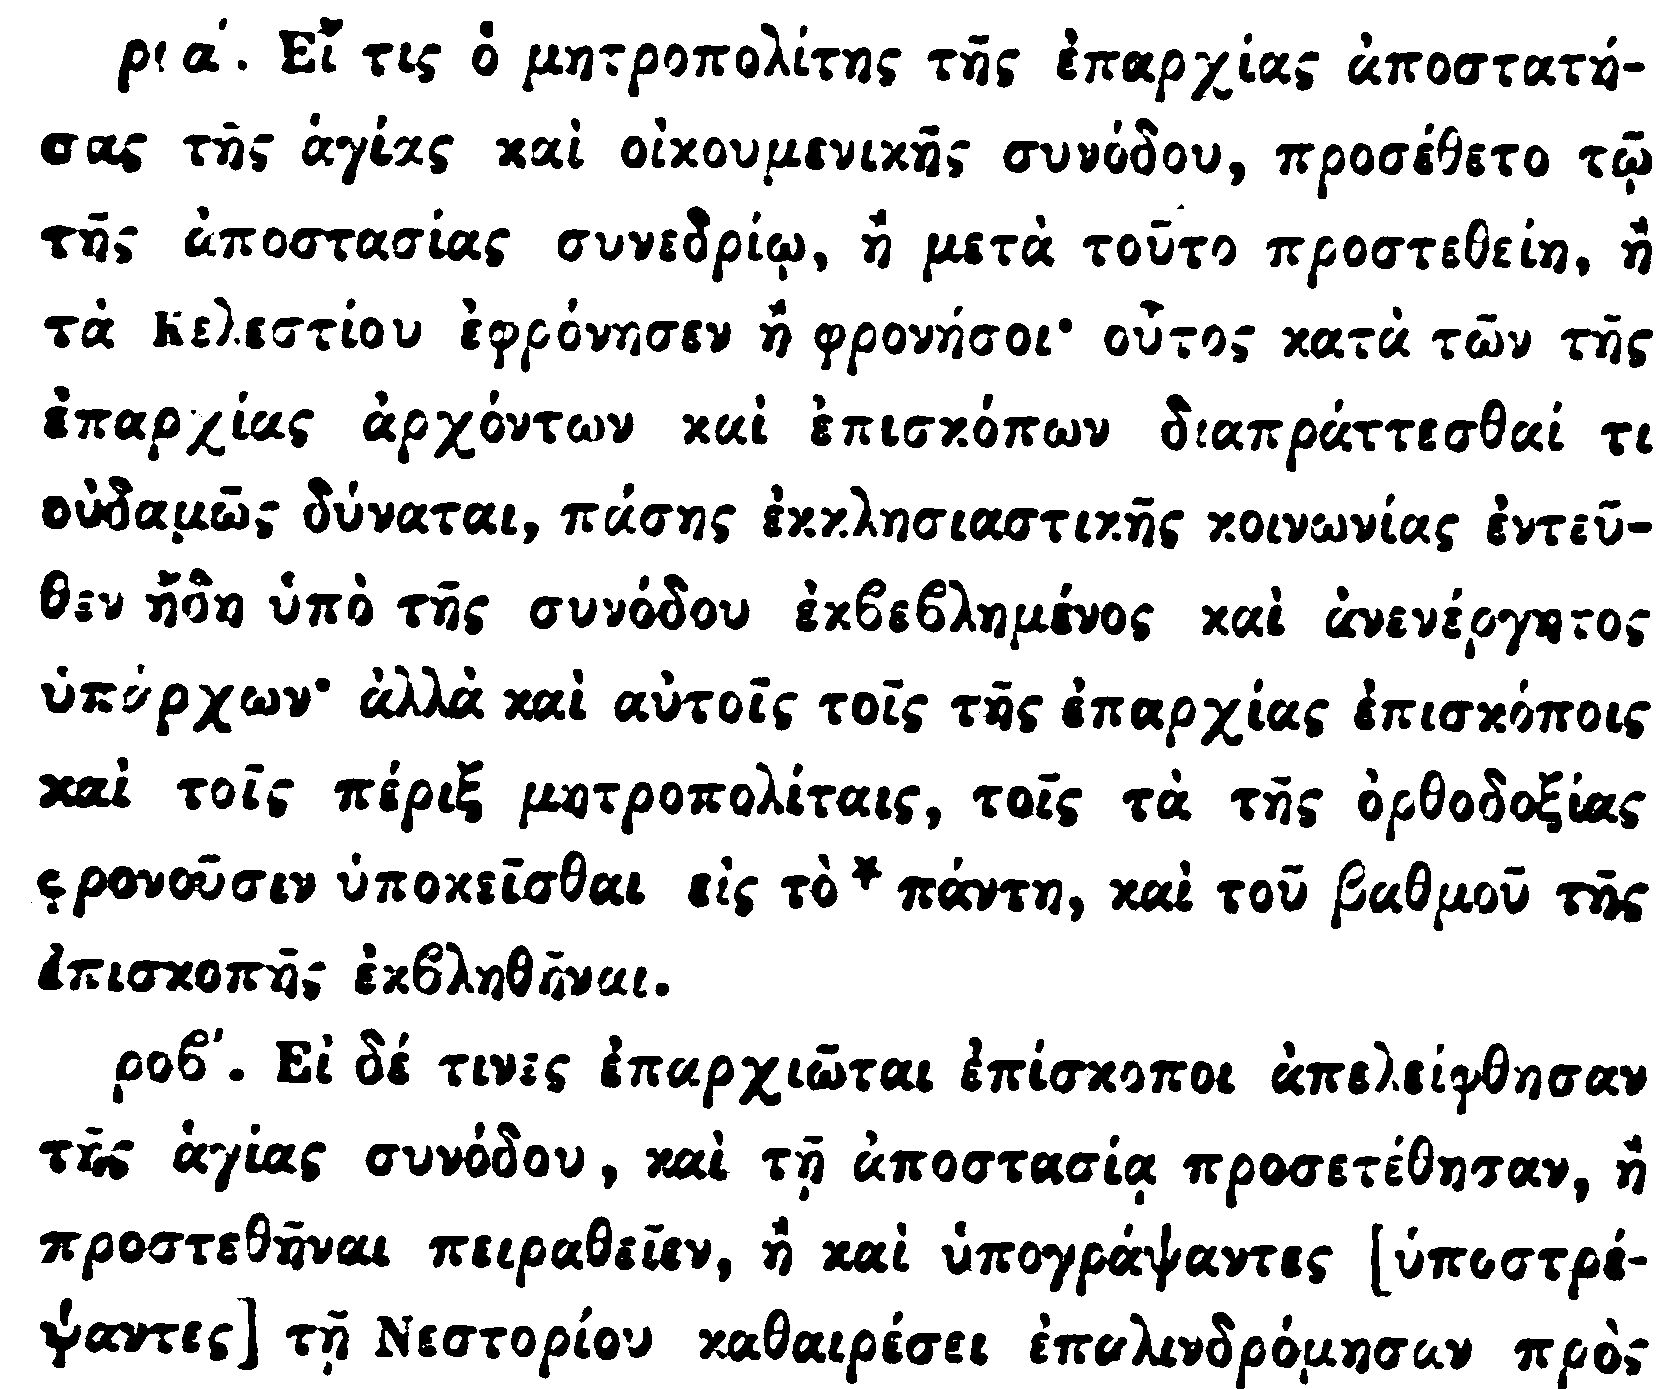 ροα΄. Εἴ τις ὁ μητροπολίτης τῆς ἐπαρχίας ἀποστατή-
σας τῆς ἁγίας καὶ οἰκουμενικῆς συνόδου, προσέθετο τῷ
τῆς ἀποστασίας συνεδρίῳ, ἢ μετὰ τοῦτο προστεθείη, ἢ
τὰ Κελεστίου ἐφρόνησεν ἢ φρονήσοι· οὗτος κατὰ τῶν τῆς
ἐπαρχίας ἀρχόντων καὶ ἐπισκόπων διαπράττεσθαί τι
οὐδαμῶς δύναται, πάσης ἐκκλησιαστικῆς κοινωνίας ἐντεῦ-
θεν ἤδη ὑπὸ τῆς συνόδου ἐκβεβλημένος καὶ ἀνενέργητος
ὑπάρχων· ἀλλὰ καὶ αὐτοῖς τοῖς τῆς ἐπαρχίας ἐπισκόποις
καὶ τοῖς πέριξ μητροπολίταις, τοῖς τὰ τῆς ὀρθοδοξίας
φρονοῦσιν ὑποκεῖσθαι εἰς τὸ * πάντη, καὶ τοῦ βαθμοῦ τῆς
ἐπισκοπῆς ἐκβληθῆναι.
ροβ΄. Εἰ δέ τινες ἐπαρχιῶται ἐπίσκοποι ἀπελείφθησαν
τῆς ἁγίας συνόδου, καὶ τῇ ἀποστασίᾳ προσετέθησαν, ἢ
προστεθῆναι πειραθεῖεν, ἢ καὶ ὑπογράψαντες [ὑποστρέ-
ψαντες] τῇ Νεστορίου καθαιρέσει ἐπαλινδρόμησαν πρὸς